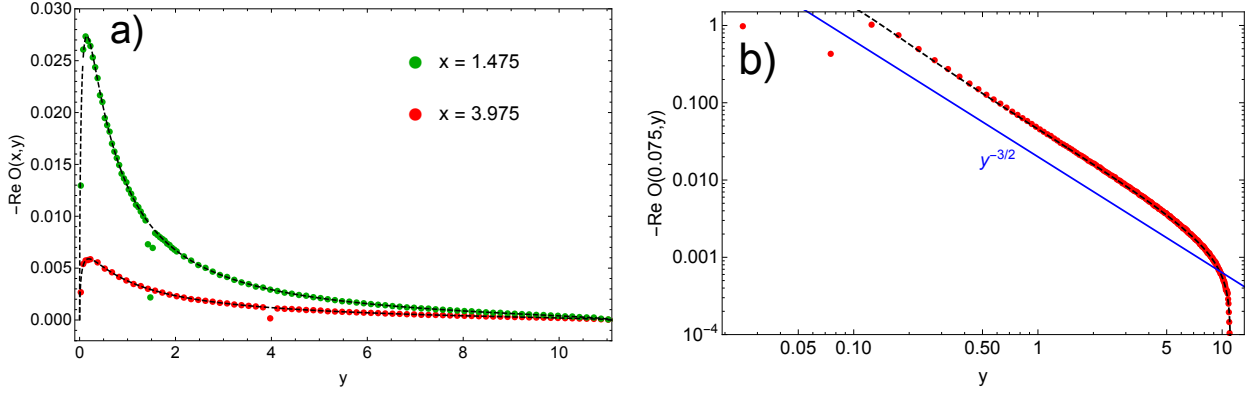 a)
0.030
0.025
0.020
0.015
0.010
0.005
0.000
0 2 4 6 8 10
−Re O(x,y)
y
x = 1.475
x = 3.975
b)
1
0.100
0.010
0.001
10⁻⁴
0.05 0.10 0.50 1 5 10
−Re O(0.075,y)
y
y⁻³/²